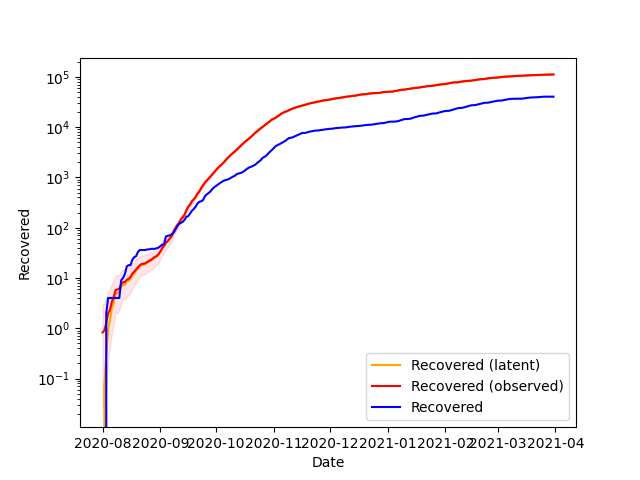 Recovered
10^5
10^4
10^3
10^2
10^1
10^0
10^-1
Recovered (latent)
Recovered (observed)
Recovered
2020-08 2020-09 2020-10 2020-11 2020-12 2021-01 2021-02 2021-03 2021-04
Date